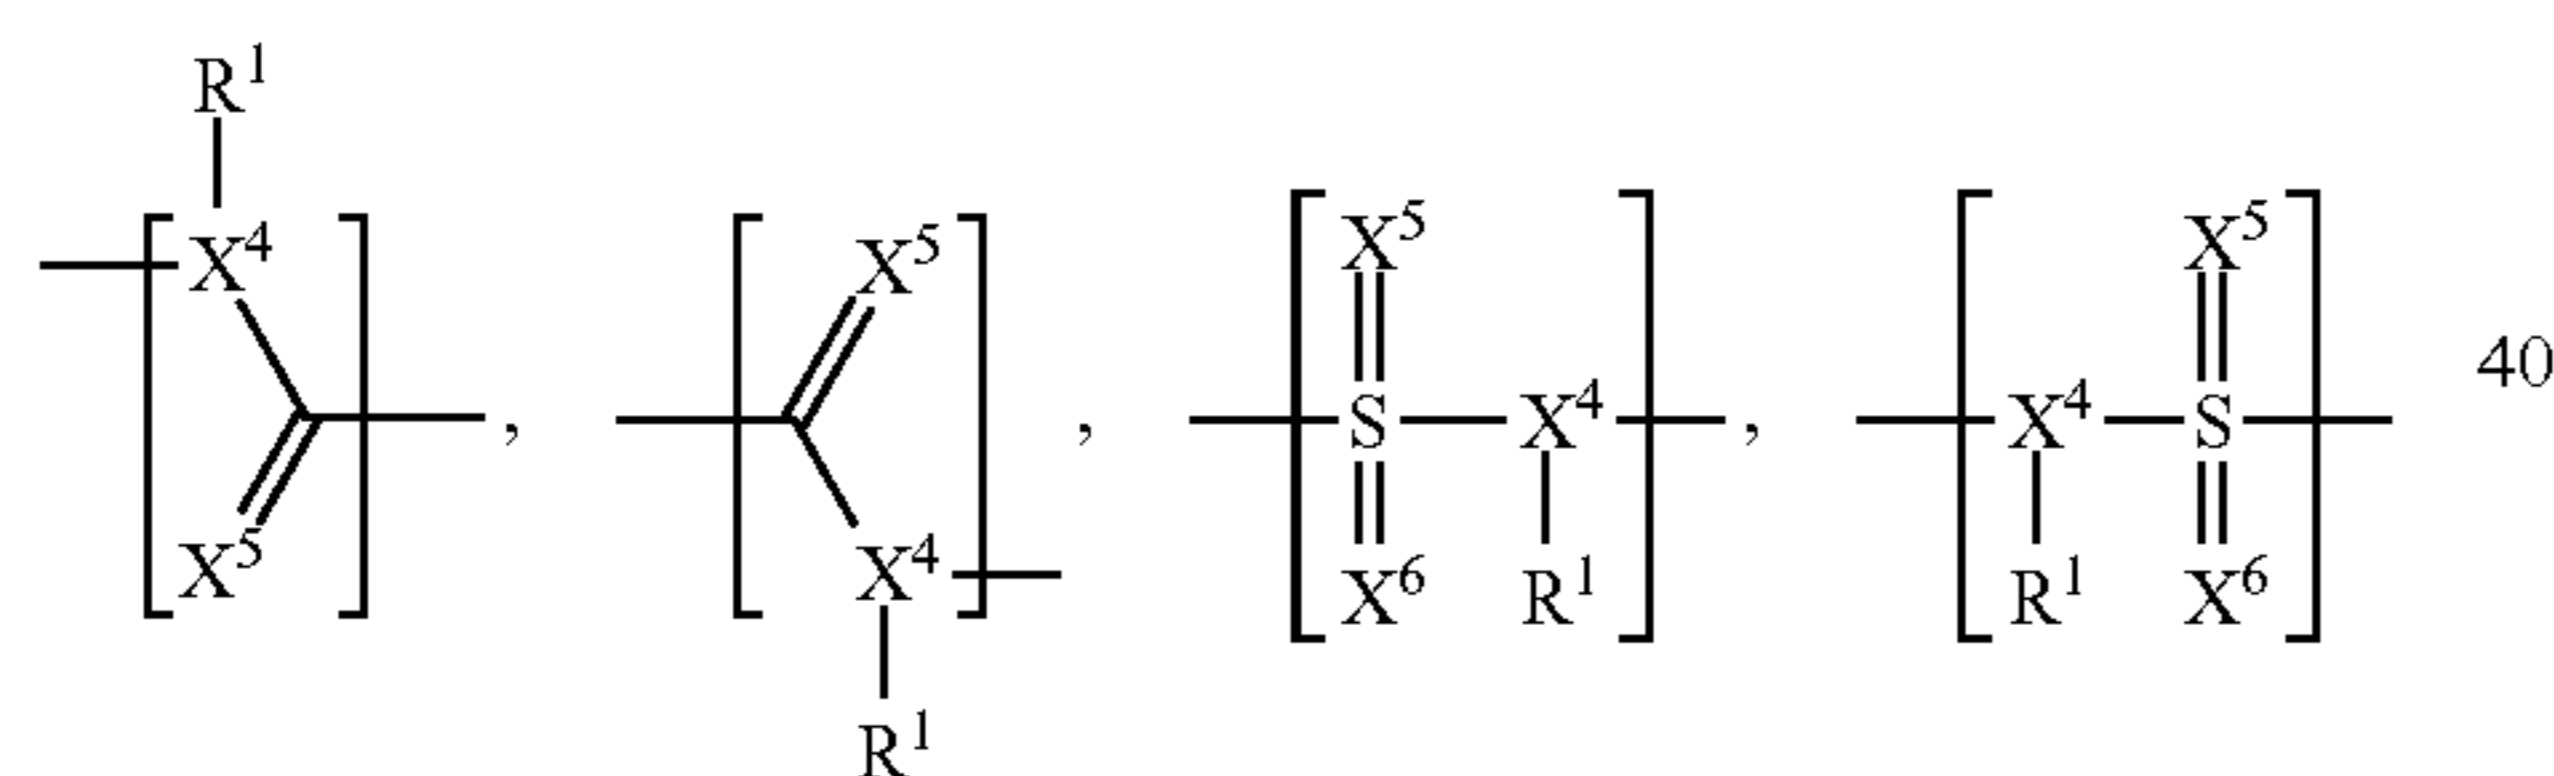 R¹
X⁴ X⁵ X⁵ X⁵
S X⁴ , X⁴ S 40
, ,
X⁵ X⁴ X⁶ R¹ R¹ X⁶
R¹